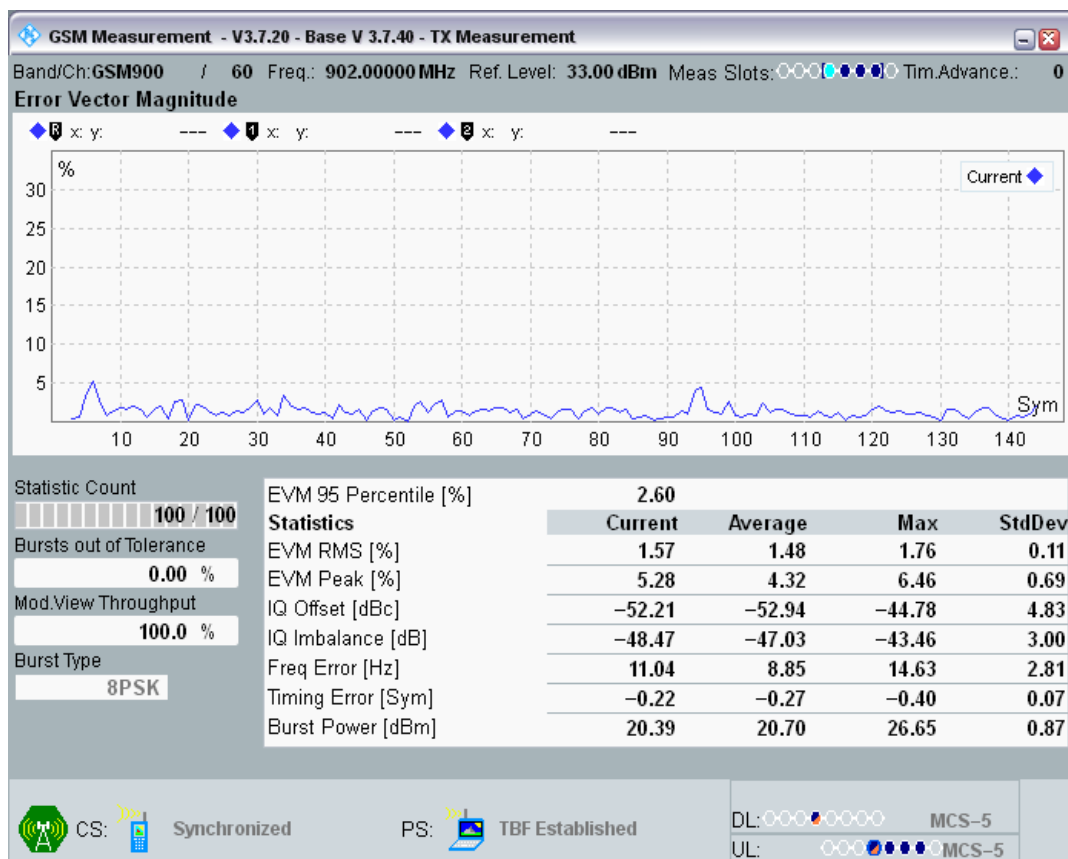 GSM Measurement - V3.7.20 - Base V 3.7.40 - TX Measurement
Band/Ch:GSM900 / 60 Freq.: 902.00000 MHz Ref. Level: 33.00 dBm Meas Slots: Tim.Advance.: 0
Error Vector Magnitude
R x: y: --- 1 x: y: --- 2 x: y: ---
%
Current
30
25
20
15
10
5
Sym
10 20 30 40 50 60 70 80 90 100 110 120 130 140
Statistic Count
100 / 100
Bursts out of Tolerance
0.00 %
Mod.View Throughput
100.0 %
Burst Type
8PSK
EVM 95 Percentile [%] 2.60
Statistics Current Average Max StdDev
EVM RMS [%] 1.57 1.48 1.76 0.11
EVM Peak [%] 5.28 4.32 6.46 0.69
IQ Offset [dBc] −52.21 −52.94 −44.78 4.83
IQ Imbalance [dB] −48.47 −47.03 −43.46 3.00
Freq Error [Hz] 11.04 8.85 14.63 2.81
Timing Error [Sym] −0.22 −0.27 −0.40 0.07
Burst Power [dBm] 20.39 20.70 26.65 0.87
CS: Synchronized PS: TBF Established
DL: MCS−5
UL: MCS−5